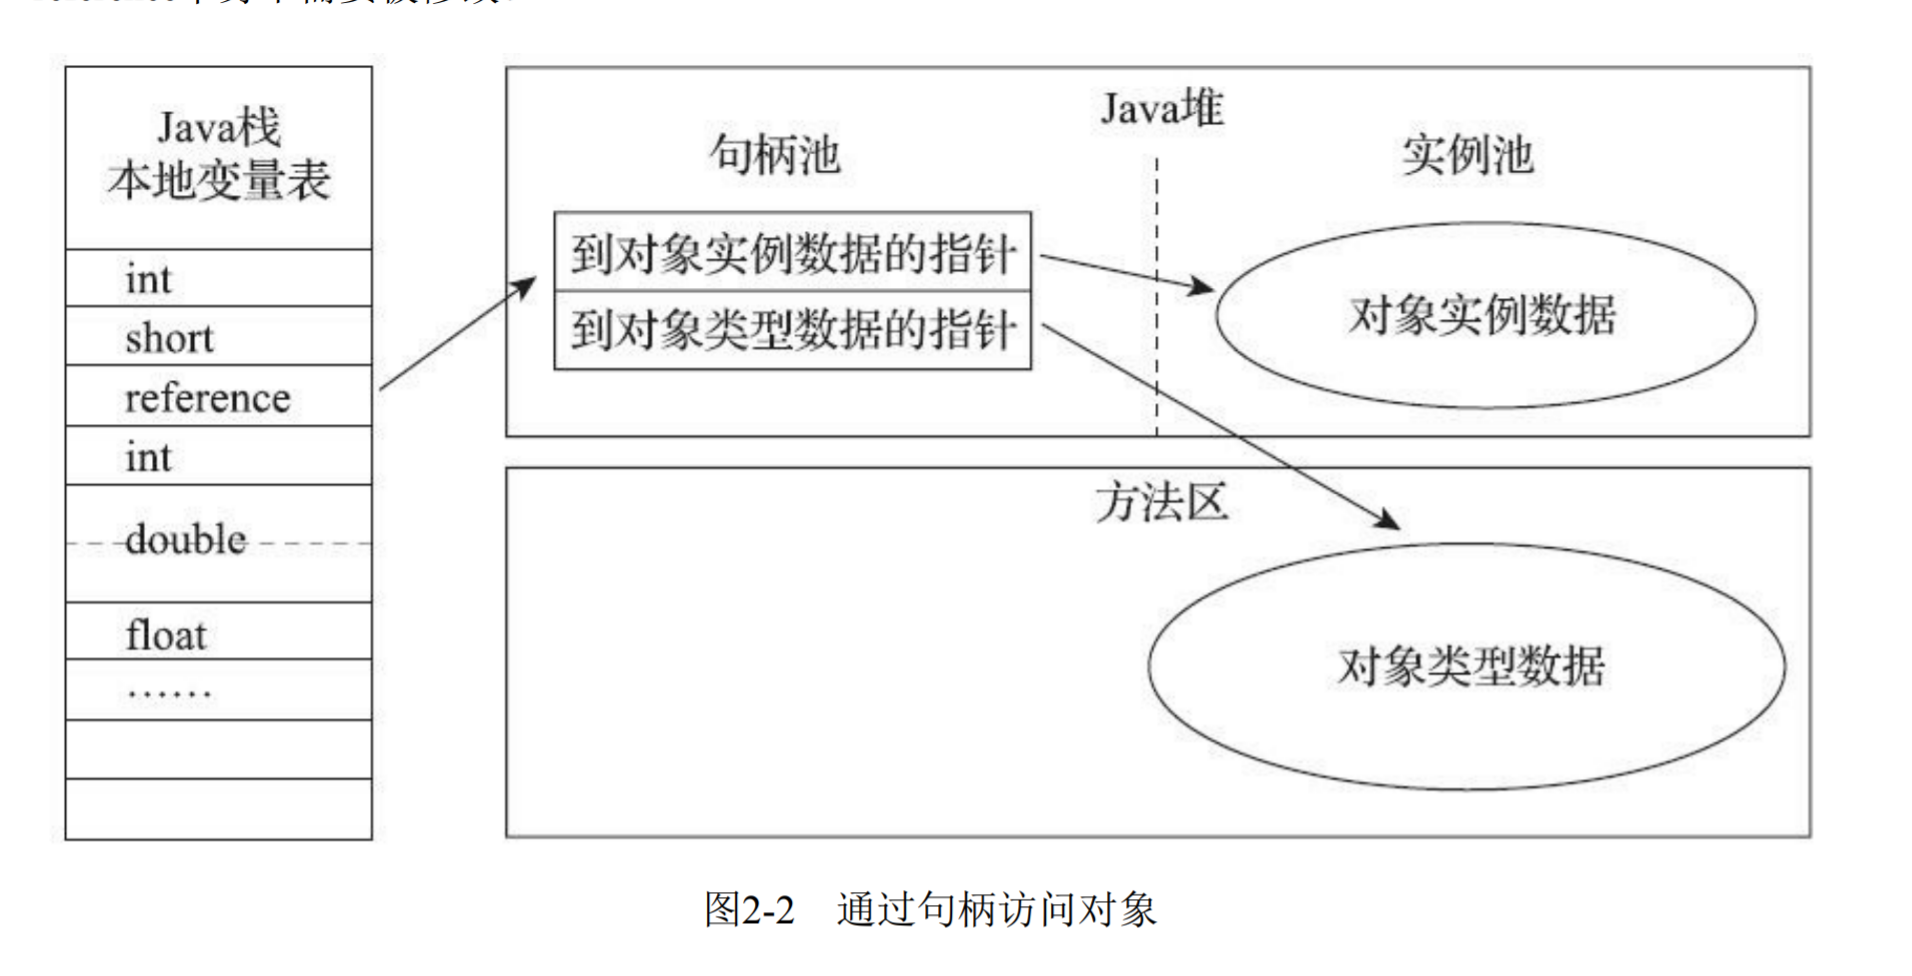 Java栈
本地变量表
int
short
reference
int
double
float
……
Java堆
句柄池
实例池
到对象实例数据的指针
到对象类型数据的指针
对象实例数据
方法区
对象类型数据
图2-2 通过句柄访问对象